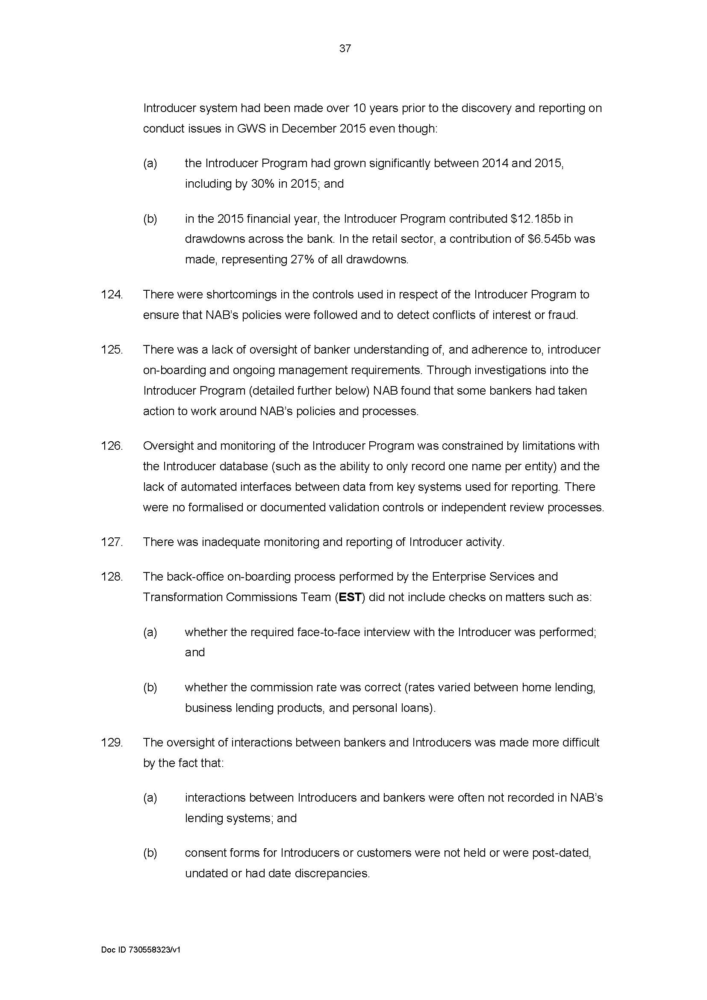 37
Introducer system had been made over 10 years prior to the discovery and reporting on
conduct issues in GWS in December 2015 even though:
(a) the Introducer Program had grown significantly between 2014 and 2015,
including by 30% in 2015; and
(b) in the 2015 financial year, the Introducer Program contributed $12.185b in
drawdowns across the bank. In the retail sector, a contribution of $6.545b was
made, representing 27% of all drawdowns.
124. There were shortcomings in the controls used in respect of the Introducer Program to
ensure that NAB's policies were followed and to detect conflicts of interest or fraud.
125. There was a lack of oversight of banker understanding of, and adherence to, introducer
on-boarding and ongoing management requirements. Through investigations into the
Introducer Program (detailed further below) NAB found that some bankers had taken
action to work around NAB's policies and processes.
126. Oversight and monitoring of the Introducer Program was constrained by limitations with
the Introducer database (such as the ability to only record one name per entity) and the
lack of automated interfaces between data from key systems used for reporting. There
were no formalised or documented validation controls or independent review processes.
127. There was inadequate monitoring and reporting of Introducer activity.
128. The back-office on-boarding process performed by the Enterprise Services and
Transformation Commissions Team (EST) did not include checks on matters such as:
(a) whether the required face-to-face interview with the Introducer was performed;
and
(b) whether the commission rate was correct (rates varied between home lending,
business lending products, and personal loans).
129. The oversight of interactions between bankers and Introducers was made more difficult
by the fact that:
(a) interactions between Introducers and bankers were often not recorded in NAB's
lending systems; and
(b) consent forms for Introducers or customers were not held or were post-dated,
undated or had date discrepancies.
Doc ID 730558323/v1